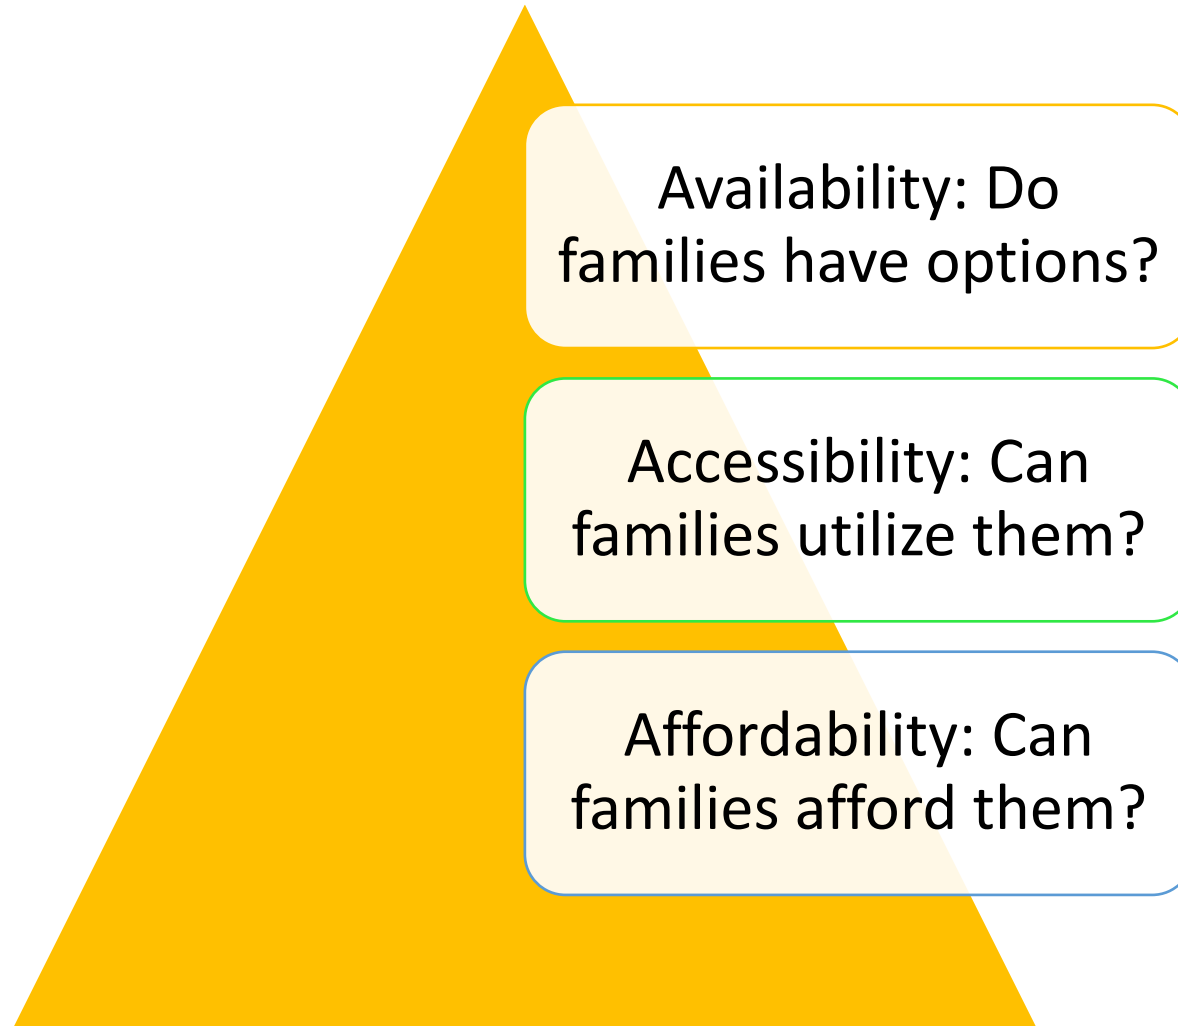 Availability: Do
families have options?
Accessibility: Can
families utilize them?
Affordability: Can
families afford them?